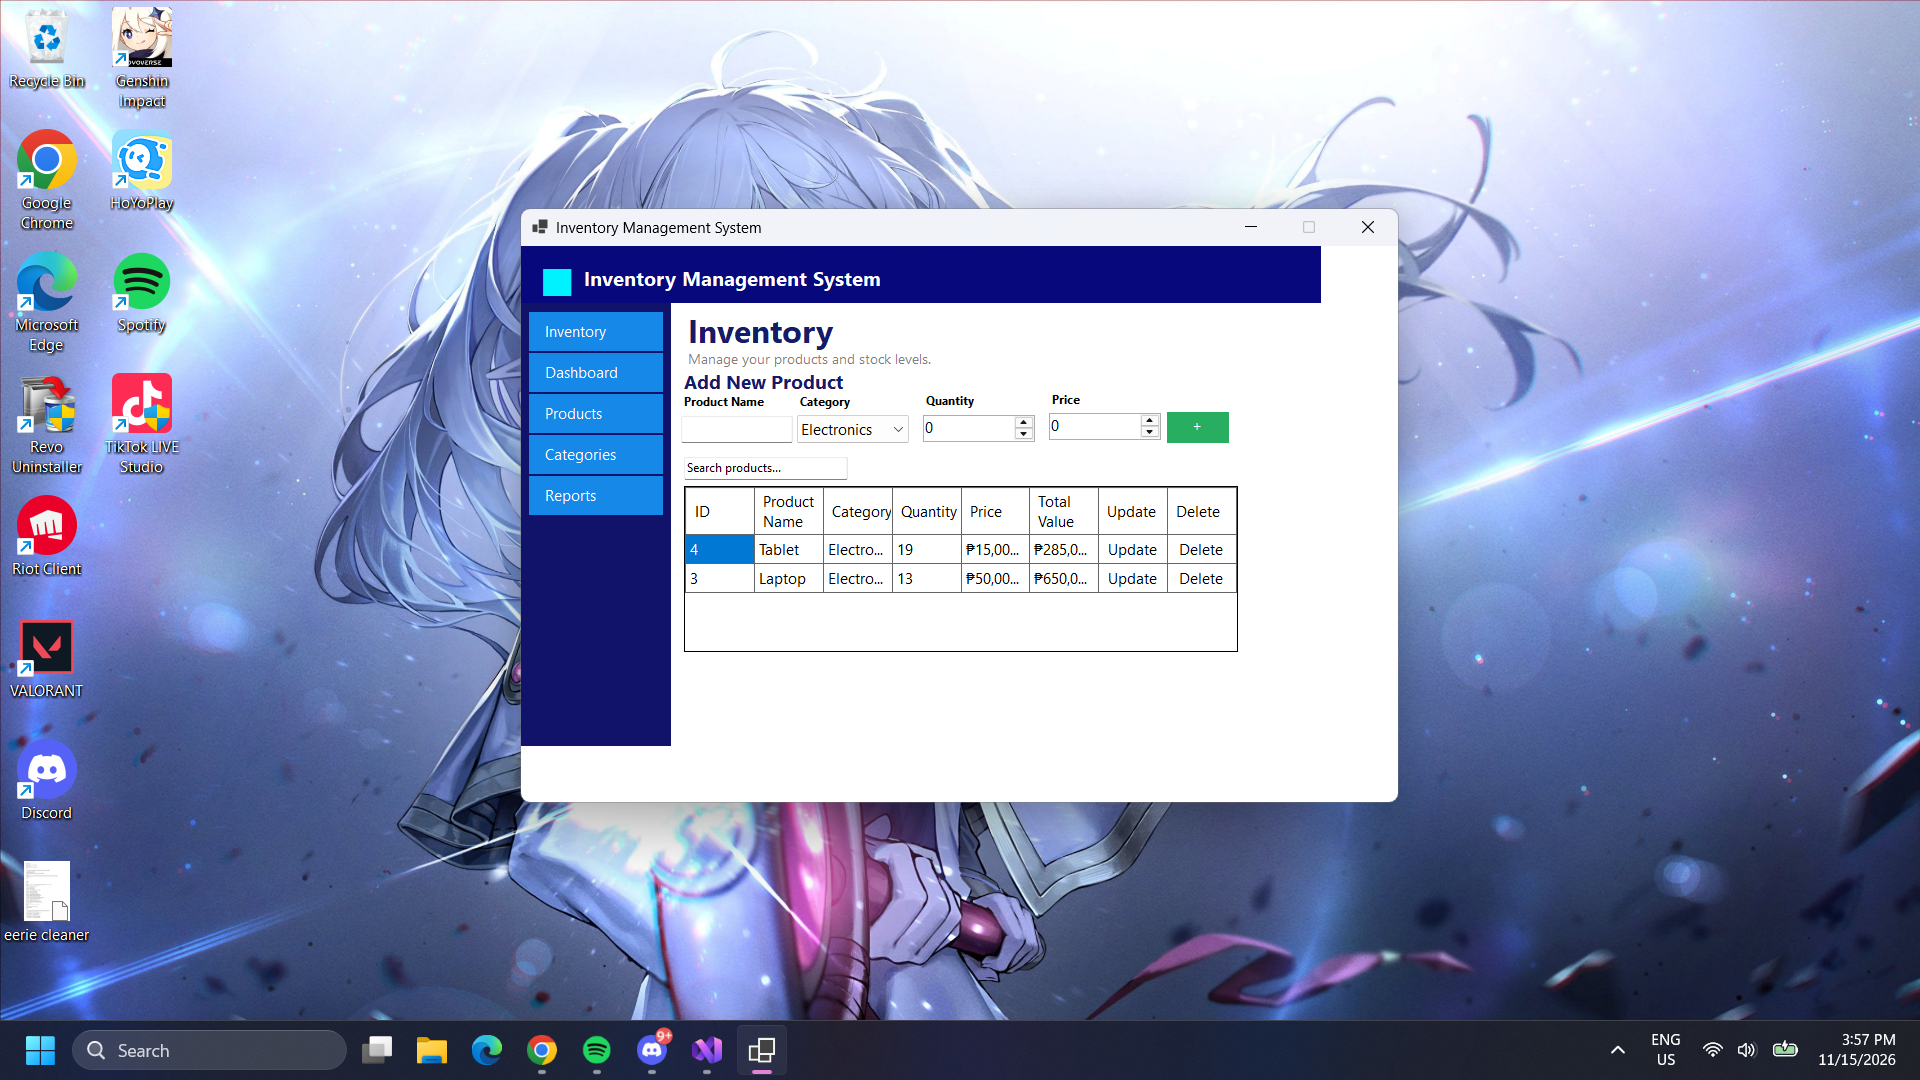 Recycle Bin
Genshin
Impact
Google
Chrome
HoYoPlay
Microsoft
Edge
Spotify
Revo
Uninstaller
TikTok LIVE
Studio
Riot Client
VALORANT
Discord
eerie cleaner
Inventory Management System
Inventory Management System
Inventory
Dashboard
Products
Categories
Reports
Inventory
Manage your products and stock levels.
Add New Product
Product Name Category Quantity Price
Electronics 0 0 +
Search products...
ID Product Name Category Quantity Price Total Value Update Delete
4 Tablet Electro... 19 ₱15,00... ₱285,0... Update Delete
3 Laptop Electro... 13 ₱50,00... ₱650,0... Update Delete
Search
9+
ENG
US
3:57 PM
11/15/2026